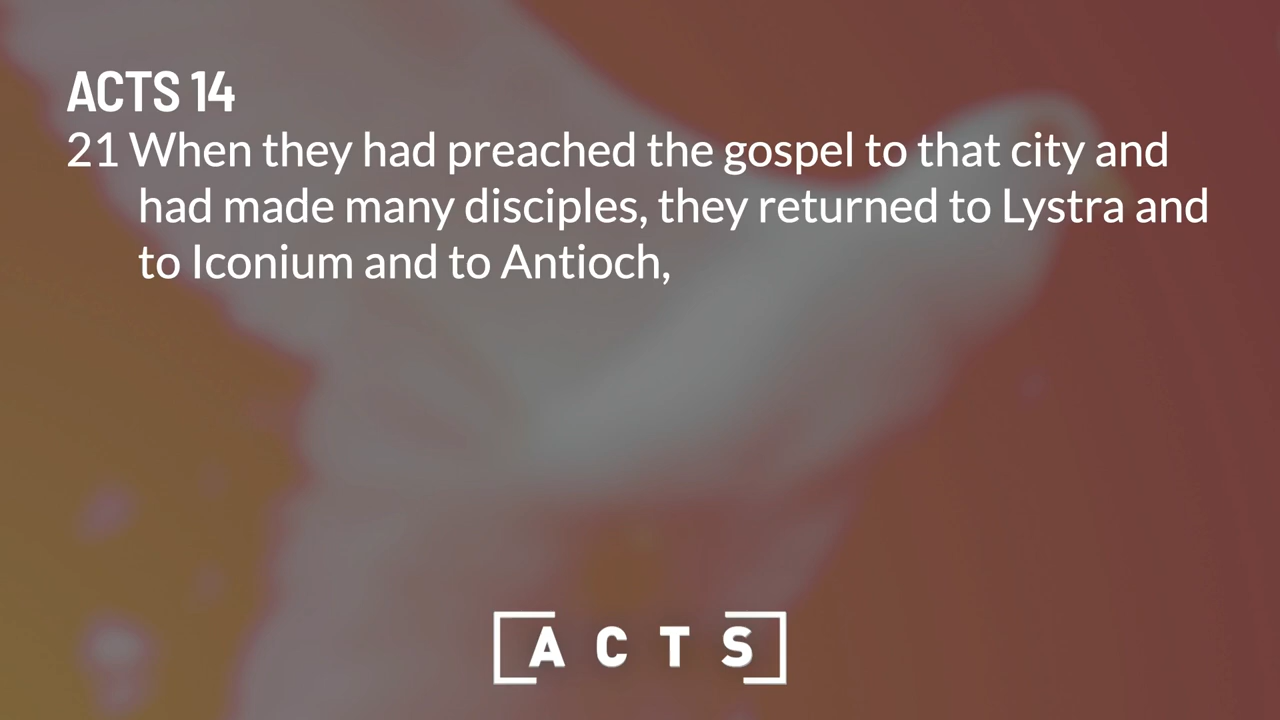 ACTS 14
21 When they had preached the gospel to that city and
had made many disciples, they returned to Lystra and
to Iconium and to Antioch,
ACTS